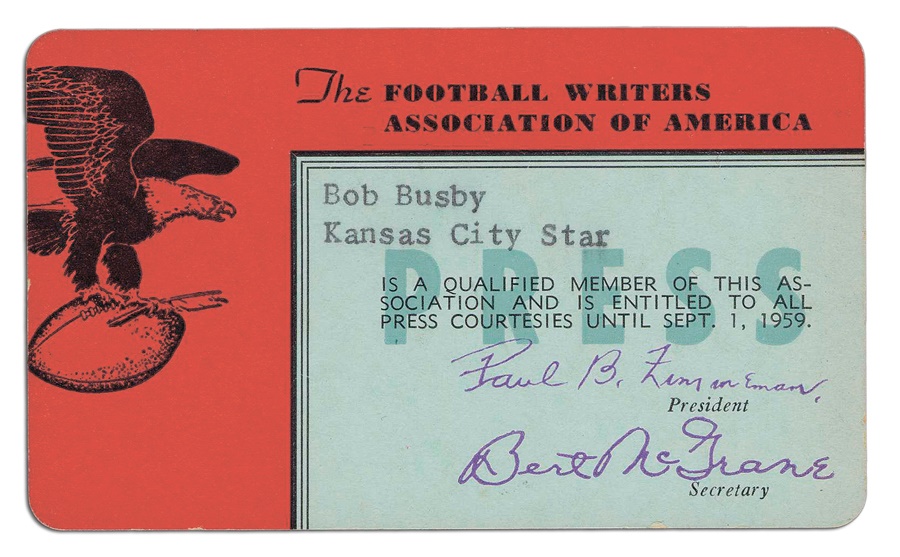 The FOOTBALL WRITERS
ASSOCIATION OF AMERICA
Bob Busby
Kansas City Star
PRESS
IS A QUALIFIED MEMBER OF THIS AS-
SOCIATION AND IS ENTITLED TO ALL
PRESS COURTESIES UNTIL SEPT. 1, 1959.
Paul B. Zimmerman,
President
Bert McGrane
Secretary